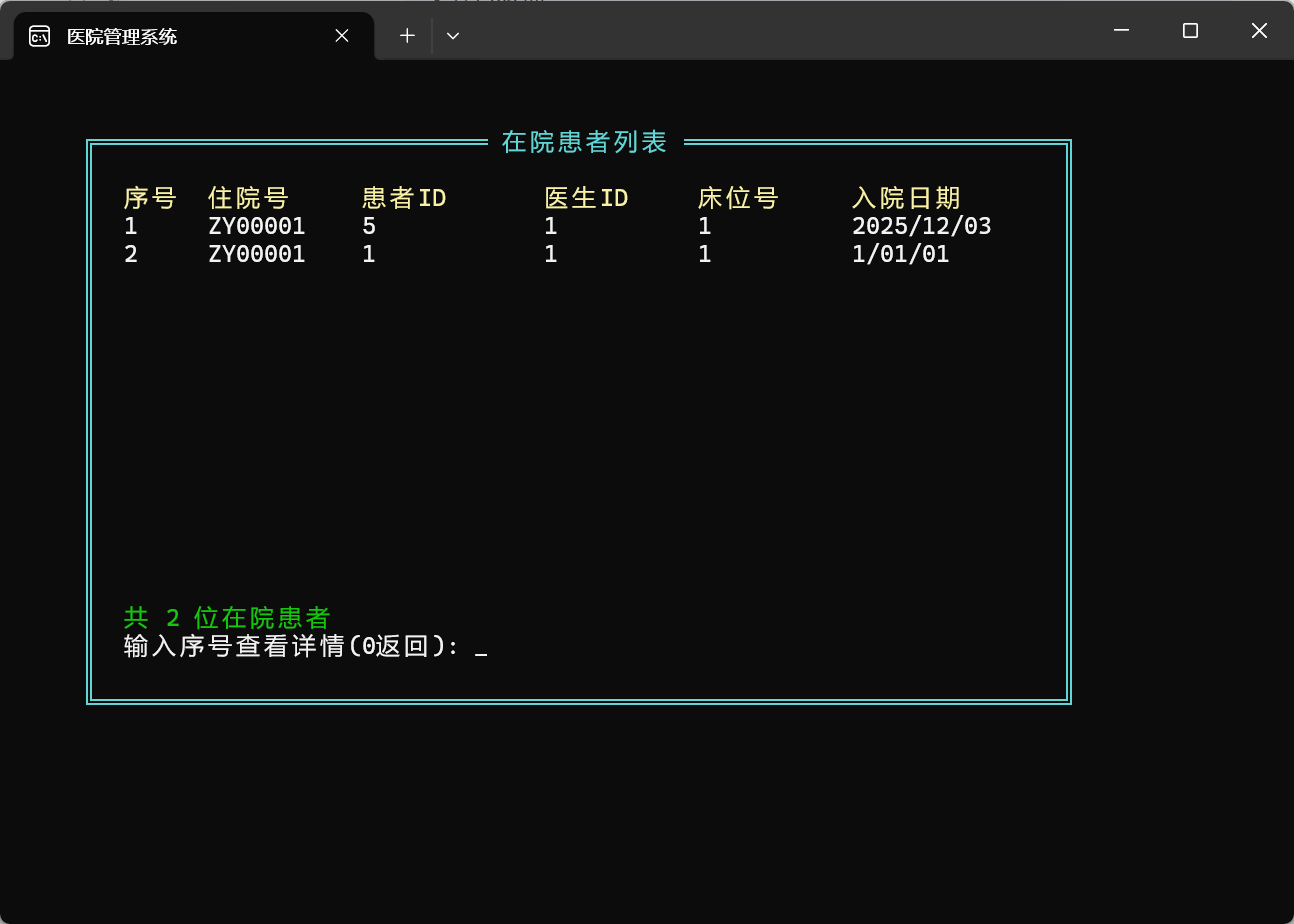 医院管理系统
在院患者列表
序号 住院号 患者ID 医生ID 床位号 入院日期
1 ZY00001 5 1 1 2025/12/03
2 ZY00001 1 1 1 1/01/01
共 2 位在院患者
输入序号查看详情(0返回): _